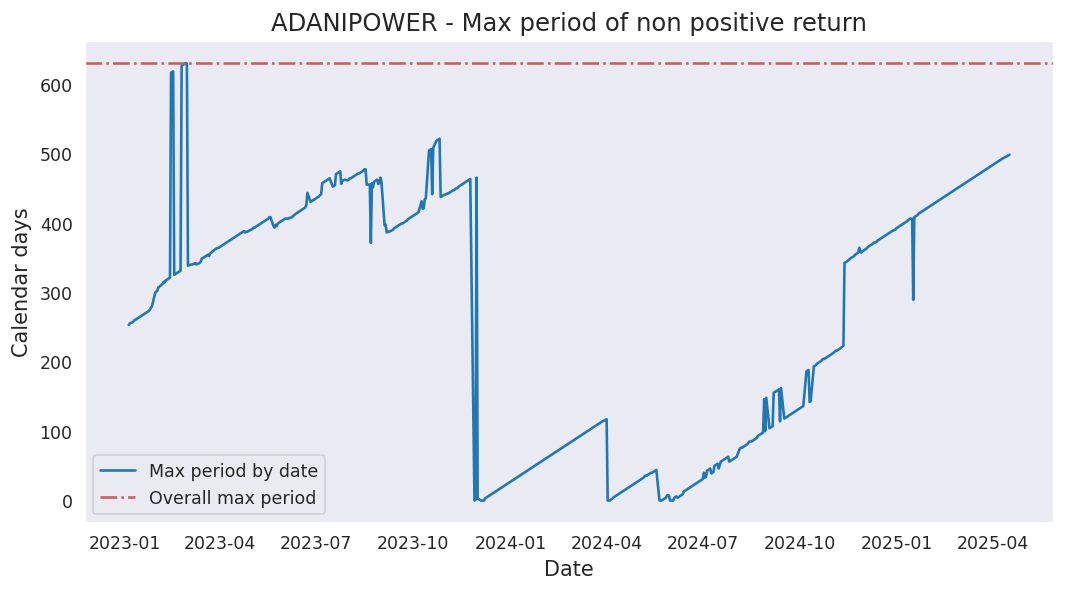 ADANIPOWER - Max period of non positive return
Calendar days
600
500
400
300
200
100
0
Max period by date
Overall max period
2023-01 2023-04 2023-07 2023-10 2024-01 2024-04 2024-07 2024-10 2025-01 2025-04
Date